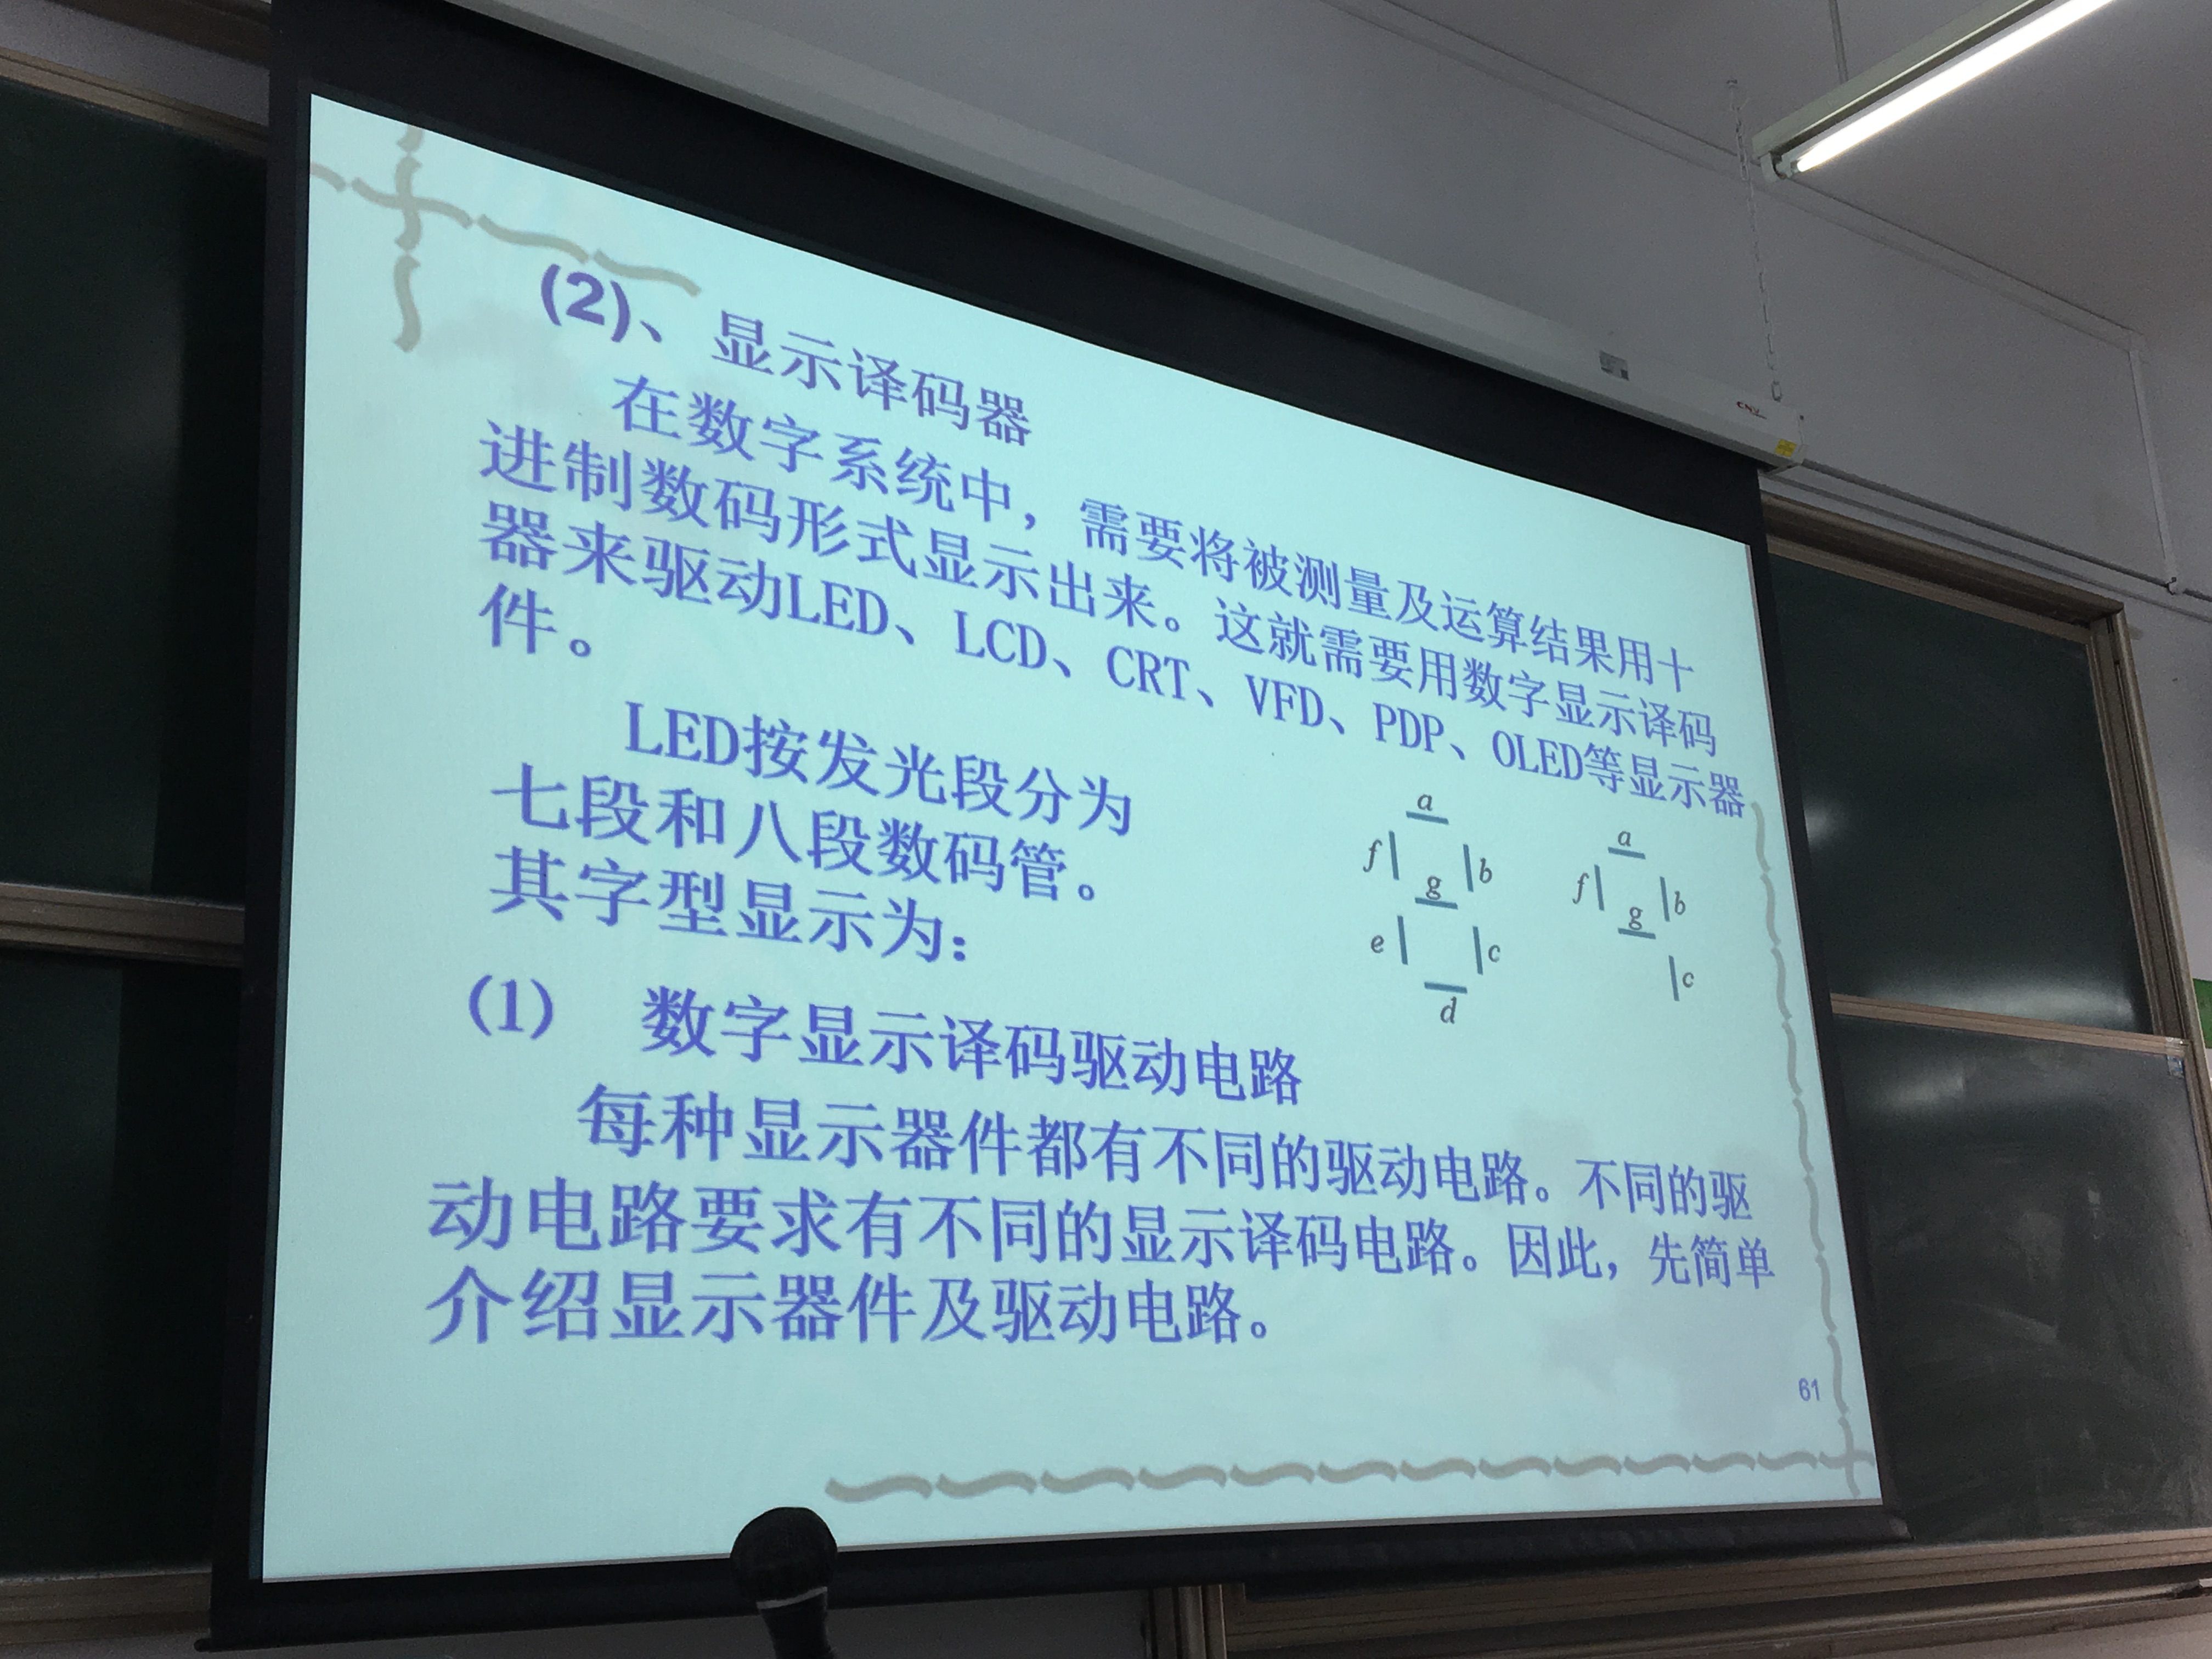 (2)、显示译码器
在数字系统中，需要将被测量及运算结果用十
进制数码形式显示出来。这就需要用数字显示译码
器来驱动LED、LCD、CRT、VFD、PDP、OLED等显示器
件。
LED按发光段分为
七段和八段数码管。
其字型显示为：
a
f b
g
e c
d
a
f b
g
c
(1) 数字显示译码驱动电路
每种显示器件都有不同的驱动电路。不同的驱
动电路要求有不同的显示译码电路。因此，先简单
介绍显示器件及驱动电路。
61